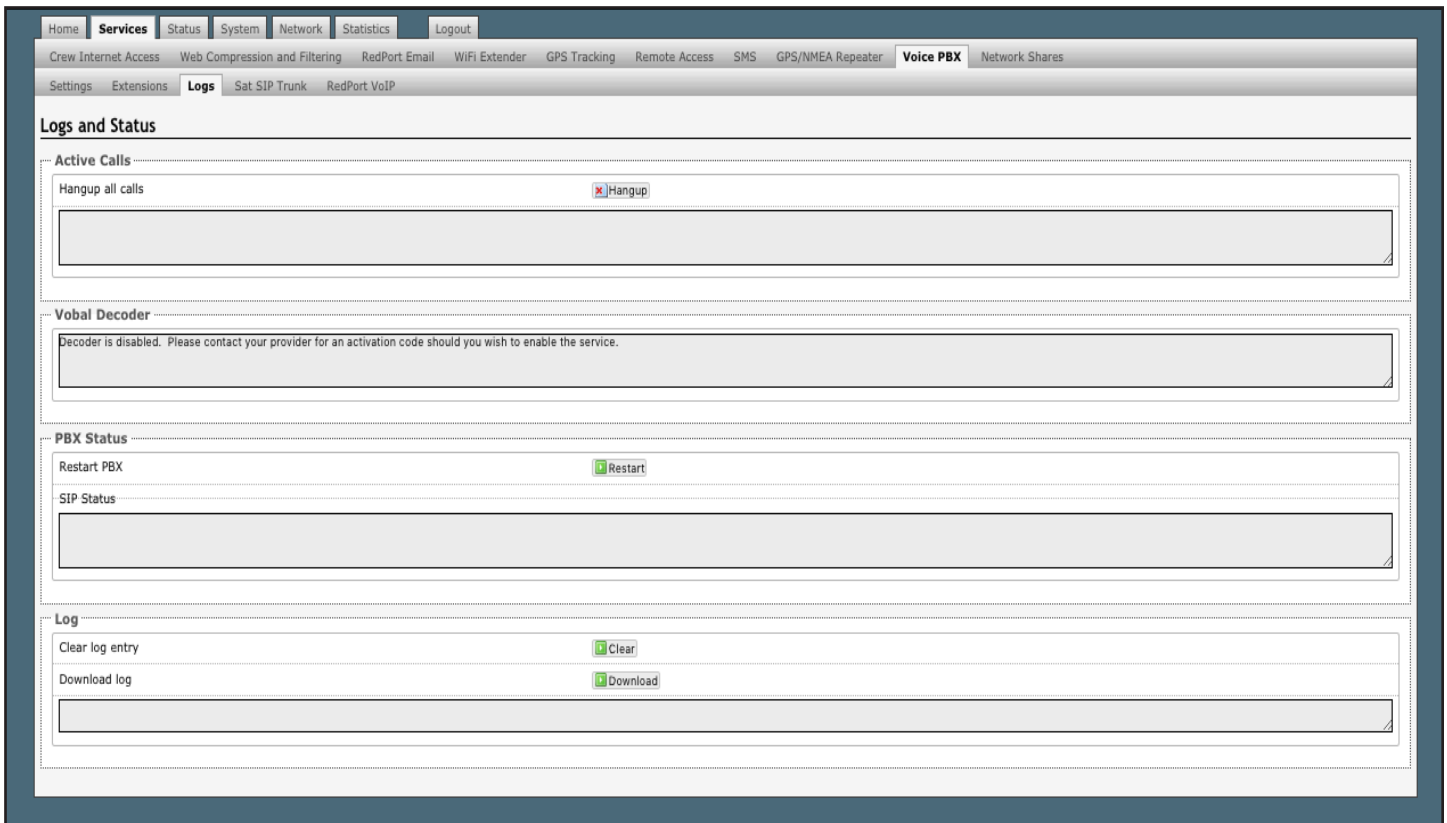 Home Services Status System Network Statistics Logout
Crew Internet Access Web Compression and Filtering RedPort Email WiFi Extender GPS Tracking Remote Access SMS GPS/NMEA Repeater Voice PBX Network Shares
Settings Extensions Logs Sat SIP Trunk RedPort VoIP
Logs and Status
Active Calls
Hangup all calls Hangup
Vobal Decoder
Decoder is disabled. Please contact your provider for an activation code should you wish to enable the service.
PBX Status
Restart PBX Restart
SIP Status
Log
Clear log entry Clear
Download log Download